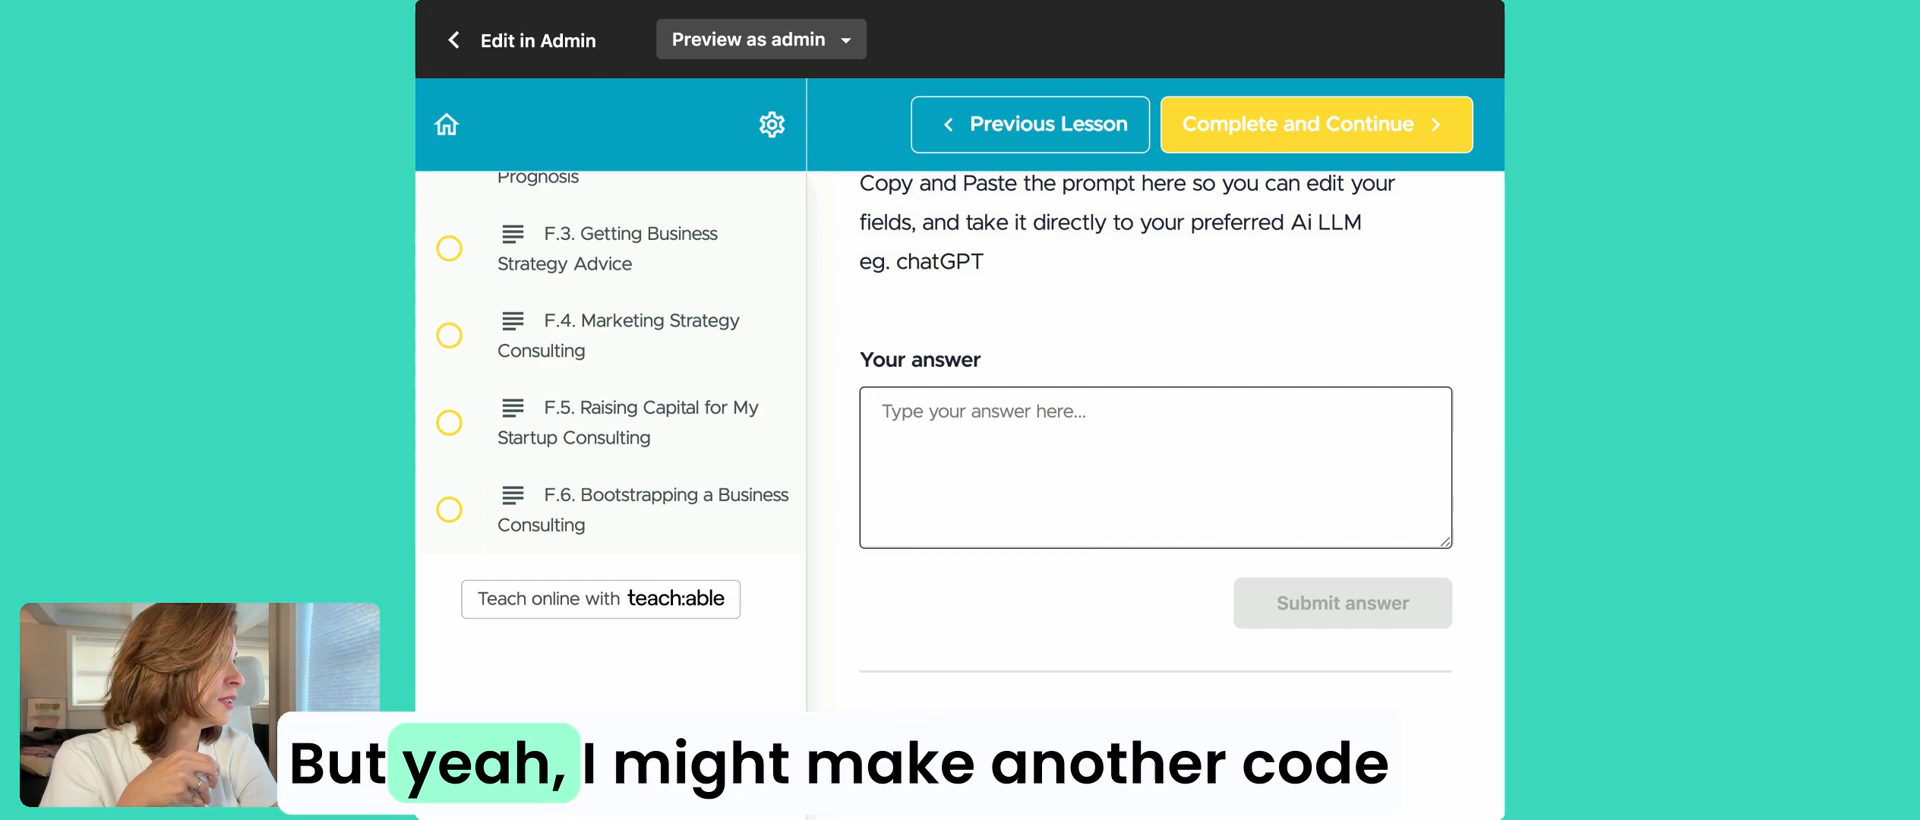 Edit in Admin
Preview as admin
Previous Lesson
Complete and Continue
Prognosis
F.3. Getting Business
Strategy Advice
F.4. Marketing Strategy
Consulting
F.5. Raising Capital for My
Startup Consulting
F.6. Bootstrapping a Business
Consulting
Teach online with teach:able
Copy and Paste the prompt here so you can edit your
fields, and take it directly to your preferred Ai LLM
eg. chatGPT
Your answer
Type your answer here...
Submit answer
But yeah, I might make another code